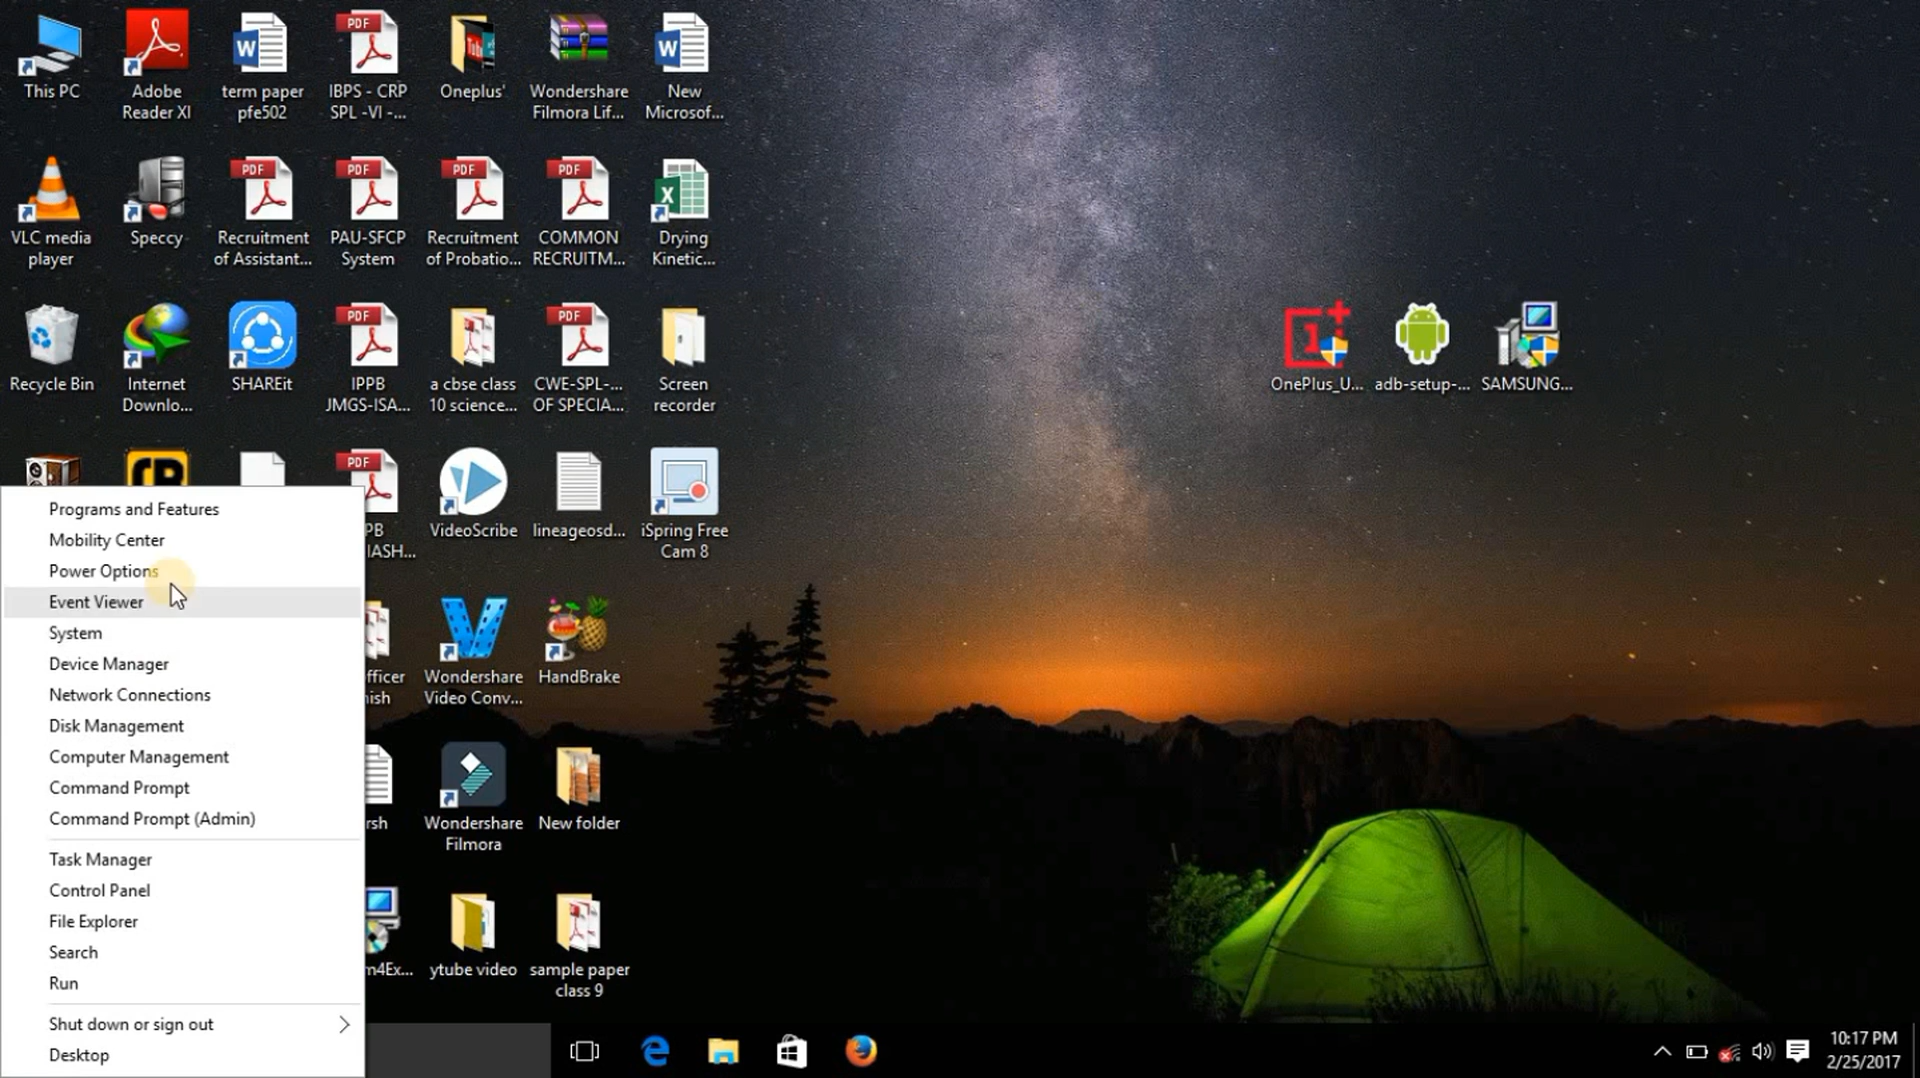 This PC
Adobe
Reader XI
term paper
pfe502
IBPS - CRP
SPL -VI -...
Oneplus'
Wondershare
Filmora Lif...
New
Microsof...
VLC media
player
Speccy
Recruitment
of Assistant...
PAU-SFCP
System
Recruitment
of Probatio...
COMMON
RECRUITM...
Drying
Kinetic...
Recycle Bin
Internet
Downlo...
SHAREit
IPPB
JMGS-ISA...
a cbse class
10 science...
CWE-SPL-...
OF SPECIA...
Screen
recorder
OnePlus_U...
adb-setup-...
SAMSUNG...
PB
IASH...
VideoScribe
lineageosd...
iSpring Free
Cam 8
fficer
nish
Wondershare
Video Conv...
HandBrake
rsh
Wondershare
Filmora
New folder
m4Ex...
ytube video
sample paper
class 9
Programs and Features
Mobility Center
Power Options
Event Viewer
System
Device Manager
Network Connections
Disk Management
Computer Management
Command Prompt
Command Prompt (Admin)
Task Manager
Control Panel
File Explorer
Search
Run
Shut down or sign out
Desktop
10:17 PM
2/25/2017